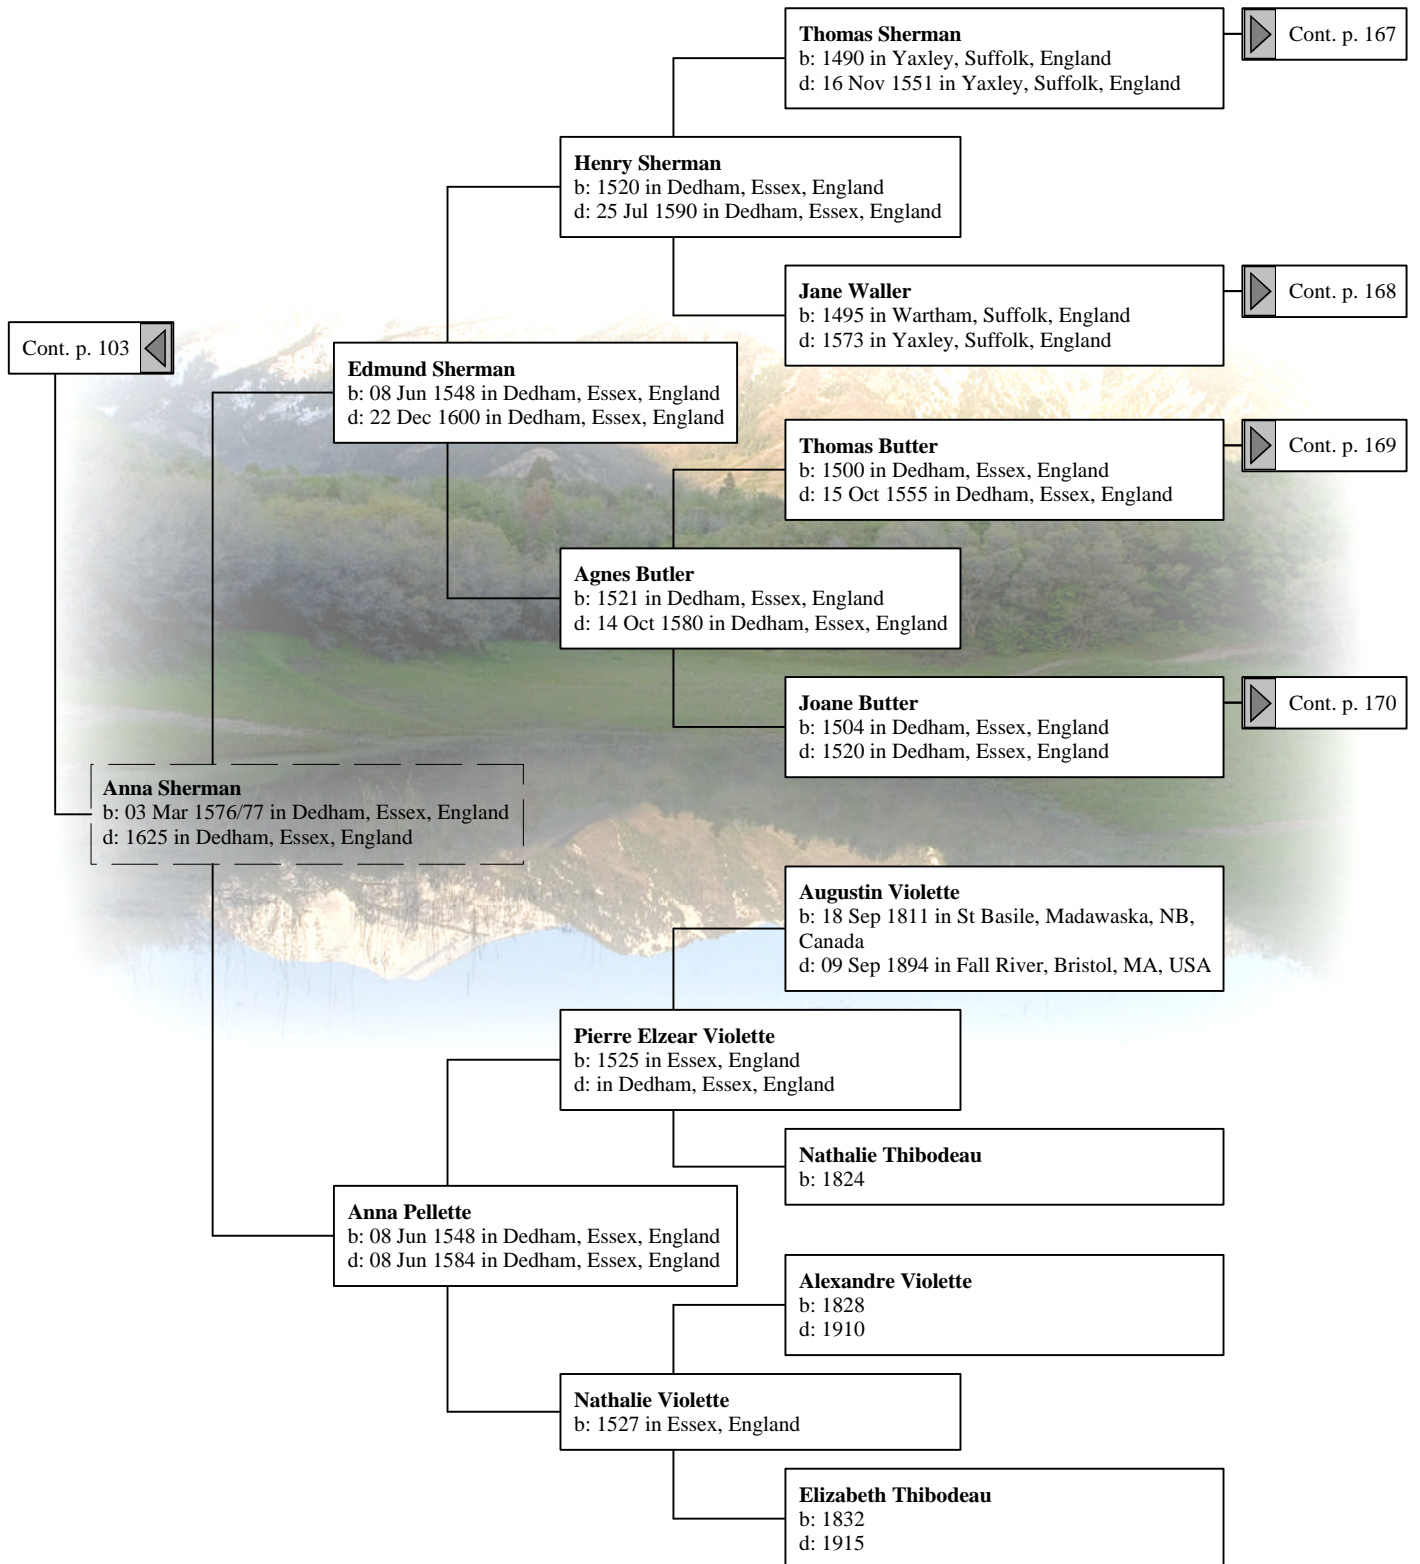 Thomas Sherman
b: 1490 in Yaxley, Suffolk, England
d: 16 Nov 1551 in Yaxley, Suffolk, England
Cont. p. 167
Henry Sherman
b: 1520 in Dedham, Essex, England
d: 25 Jul 1590 in Dedham, Essex, England
Jane Waller
b: 1495 in Wartham, Suffolk, England
d: 1573 in Yaxley, Suffolk, England
Cont. p. 168
Cont. p. 103
Edmund Sherman
b: 08 Jun 1548 in Dedham, Essex, England
d: 22 Dec 1600 in Dedham, Essex, England
Thomas Butter
b: 1500 in Dedham, Essex, England
d: 15 Oct 1555 in Dedham, Essex, England
Cont. p. 169
Agnes Butler
b: 1521 in Dedham, Essex, England
d: 14 Oct 1580 in Dedham, Essex, England
Joane Butter
b: 1504 in Dedham, Essex, England
d: 1520 in Dedham, Essex, England
Cont. p. 170
Anna Sherman
b: 03 Mar 1576/77 in Dedham, Essex, England
d: 1625 in Dedham, Essex, England
Augustin Violette
b: 18 Sep 1811 in St Basile, Madawaska, NB,
Canada
d: 09 Sep 1894 in Fall River, Bristol, MA, USA
Pierre Elzear Violette
b: 1525 in Essex, England
d: in Dedham, Essex, England
Nathalie Thibodeau
b: 1824
Anna Pellette
b: 08 Jun 1548 in Dedham, Essex, England
d: 08 Jun 1584 in Dedham, Essex, England
Alexandre Violette
b: 1828
d: 1910
Nathalie Violette
b: 1527 in Essex, England
Elizabeth Thibodeau
b: 1832
d: 1915